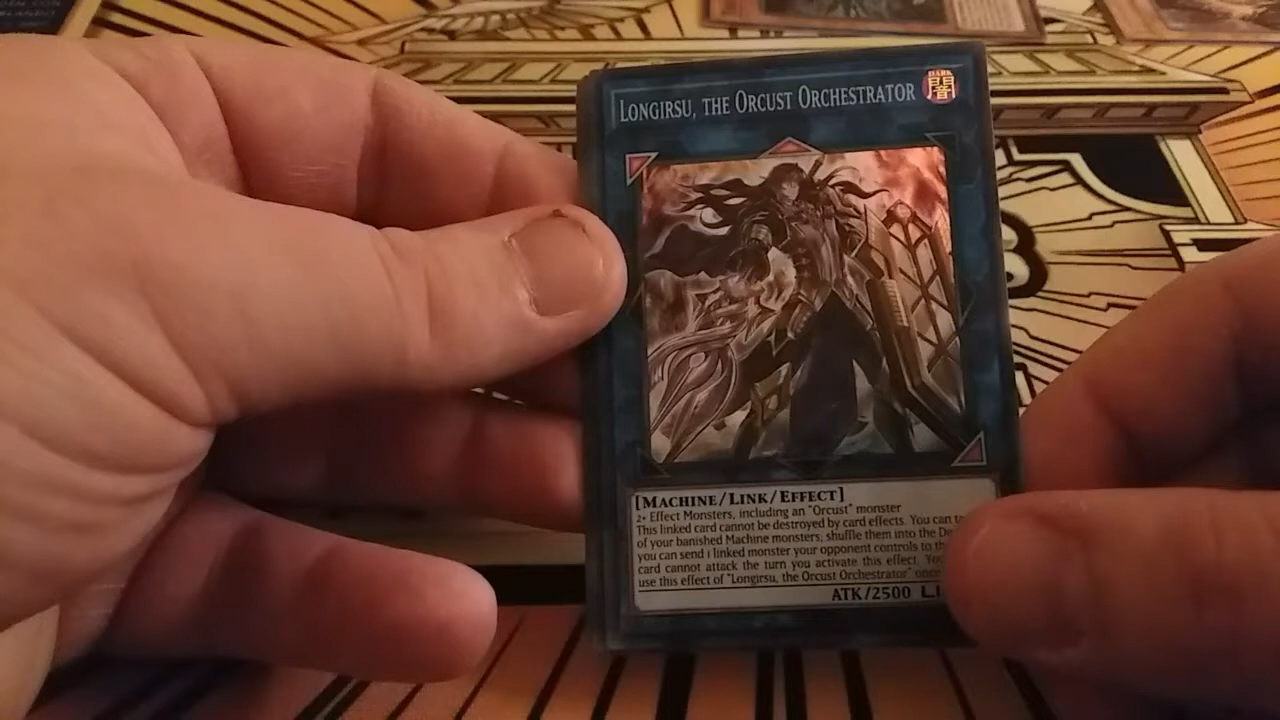 LONGIRSU, THE ORCUST ORCHESTRATOR
DARK
闇
[MACHINE/LINK/EFFECT]
2+ Effect Monsters, including an "Orcust" monster
This linked card cannot be destroyed by card effects. You can
of your banished Machine monsters; shuffle them into the
you can send 1 linked monster your opponent controls to
card cannot attack the turn you activate this effect.
use this effect of "Longirsu, the Orcust Orchestrator" once
ATK/2500